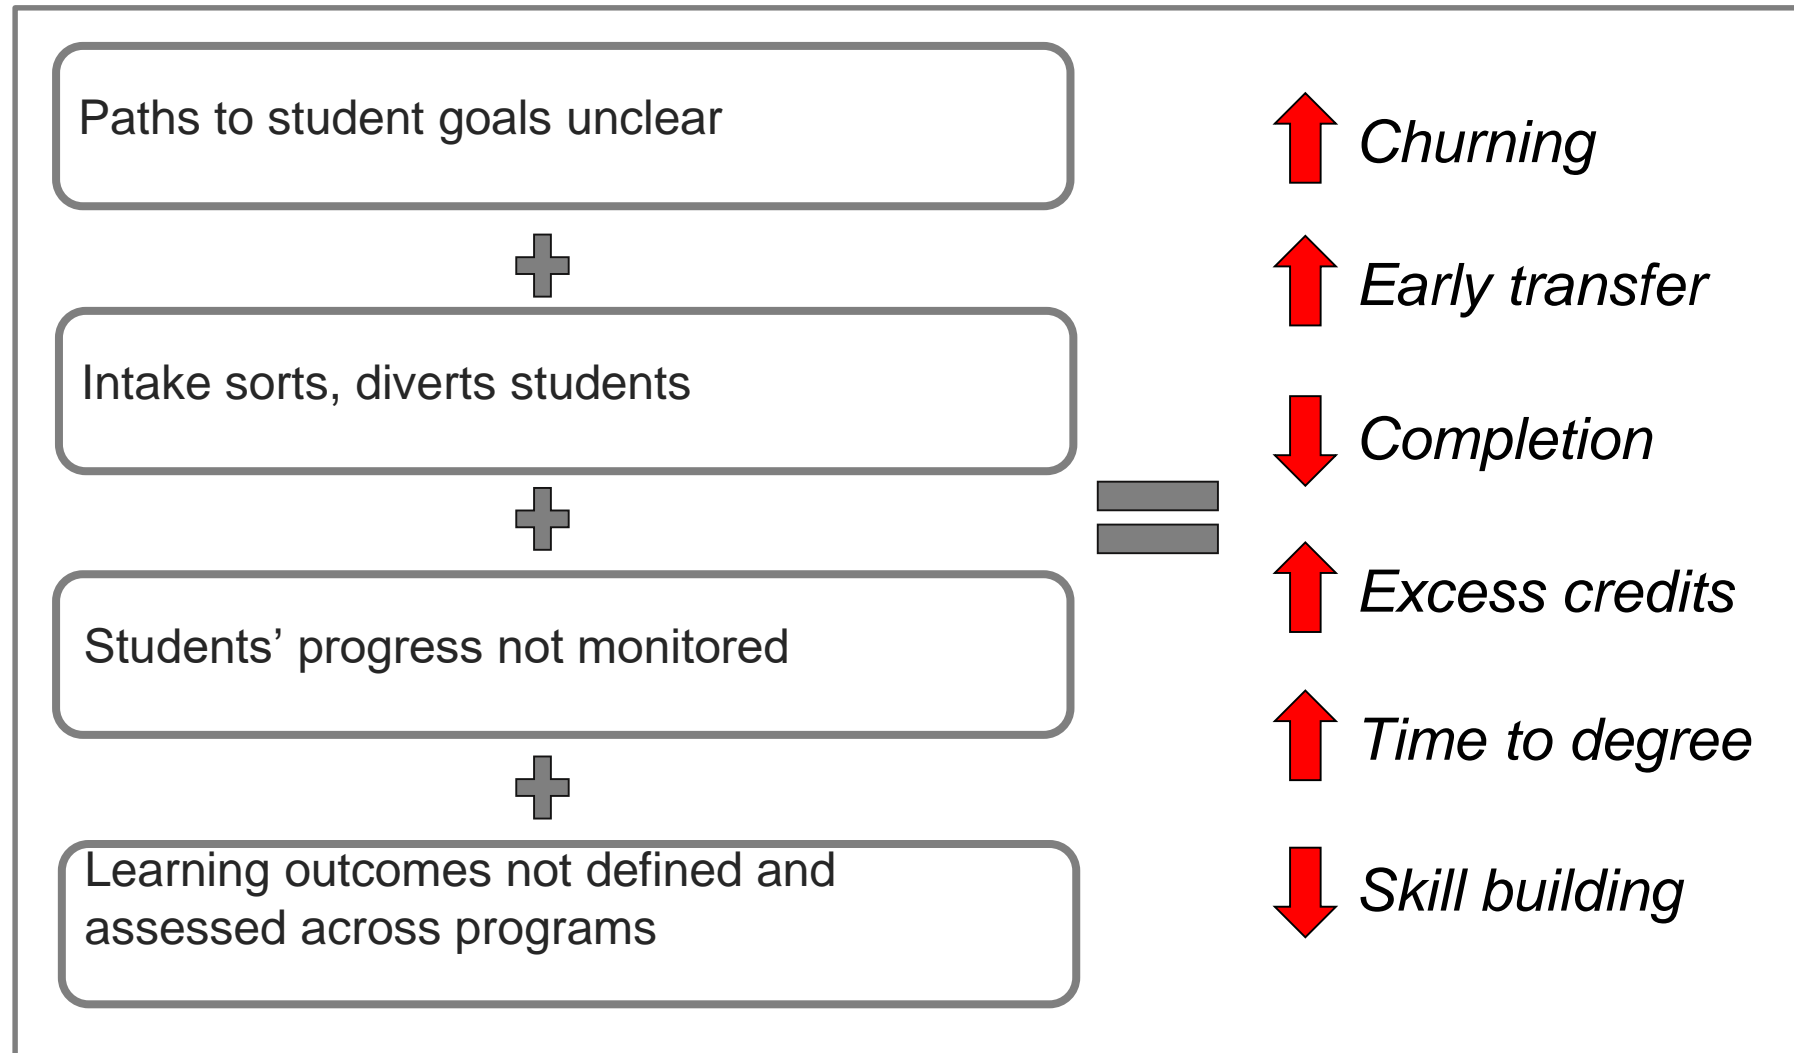 Paths to student goals unclear
Intake sorts, diverts students
Students’ progress not monitored
Learning outcomes not defined and
assessed across programs
Churning
Early transfer
Completion
Excess credits
Time to degree
Skill building